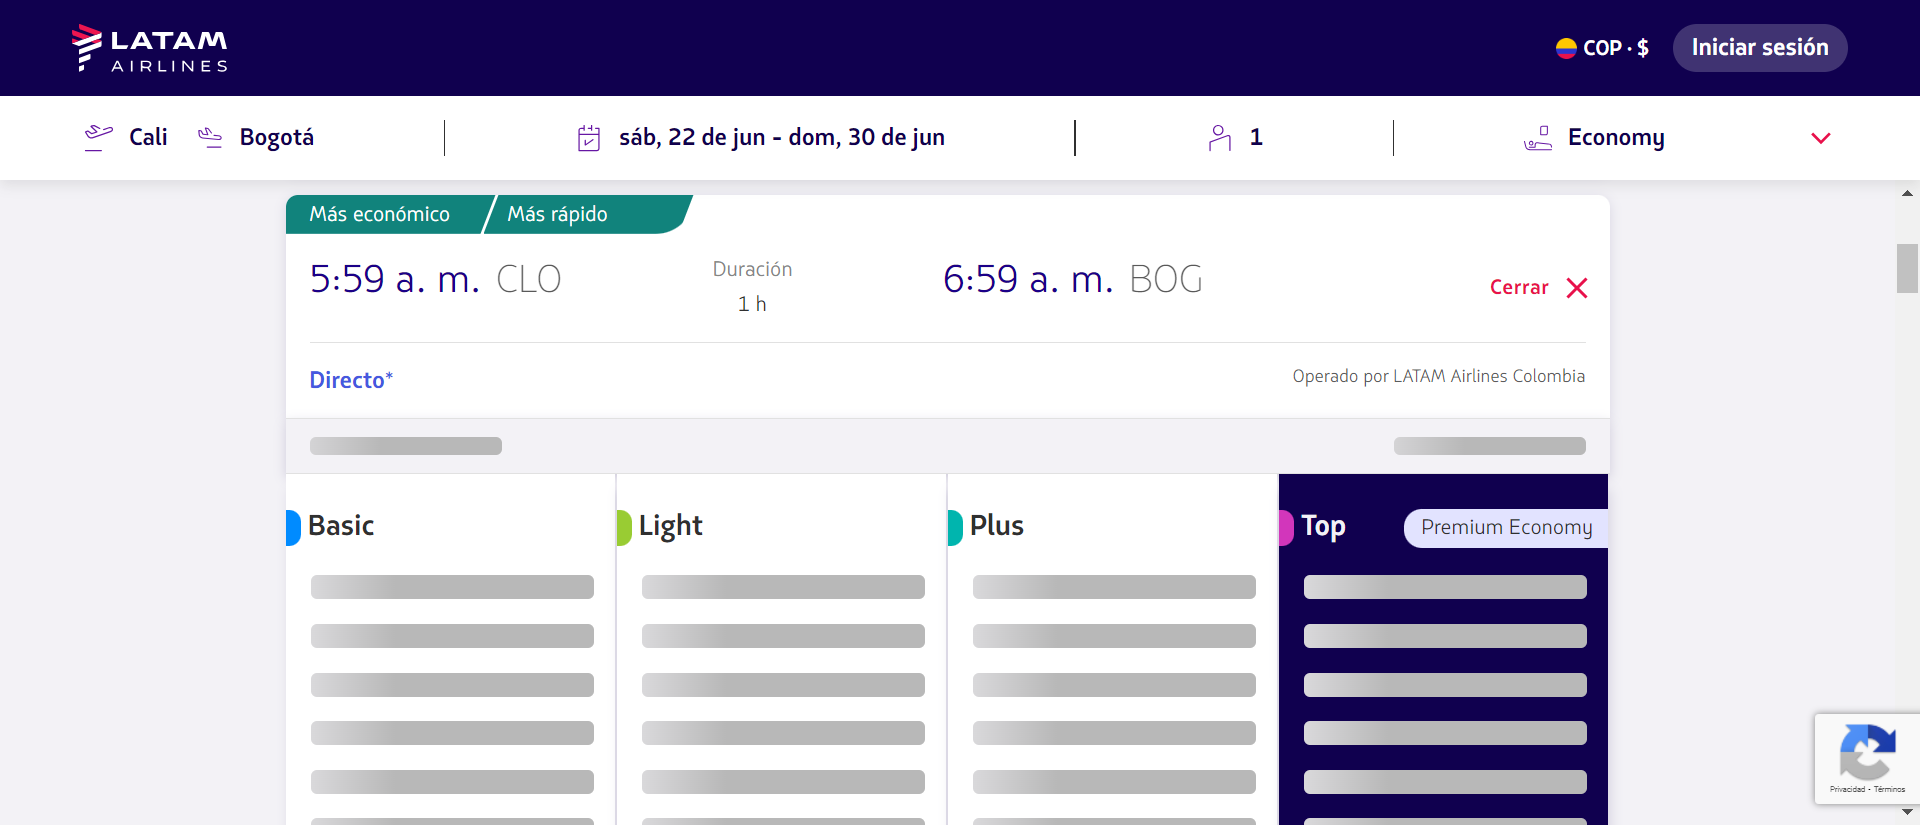 LATAM
AIRLINES
COP · $
Iniciar sesión
Cali
Bogotá
sáb, 22 de jun - dom, 30 de jun
1
Economy
Más económico
Más rápido
5:59 a. m. CLO
Duración
1 h
6:59 a. m. BOG
Cerrar
Directo*
Operado por LATAM Airlines Colombia
Basic
Light
Plus
Top
Premium Economy
Privacidad - Términos